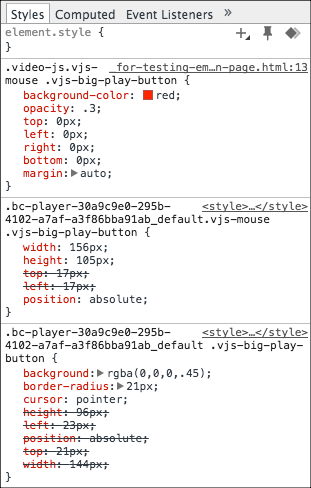 Styles Computed Event Listeners »
element.style {
}
.video-js.vjs- _for-testing-em…n-page.html:13
mouse .vjs-big-play-button {
background-color: red;
opacity: .3;
top: 0px;
left: 0px;
right: 0px;
bottom: 0px;
margin:▶auto;
}
.bc-player-30a9c9e0-295b- <style>…</style>
4102-a7af-a3f86bba91ab_default.vjs-mouse
.vjs-big-play-button {
width: 156px;
height: 105px;
top: 17px;
left: 17px;
position: absolute;
}
.bc-player-30a9c9e0-295b- <style>…</style>
4102-a7af-a3f86bba91ab_default .vjs-big-play-
button {
background:▶rgba(0,0,0,.45);
border-radius:▶21px;
cursor: pointer;
height: 96px;
left: 23px;
position: absolute;
top: 21px;
width: 144px;
}